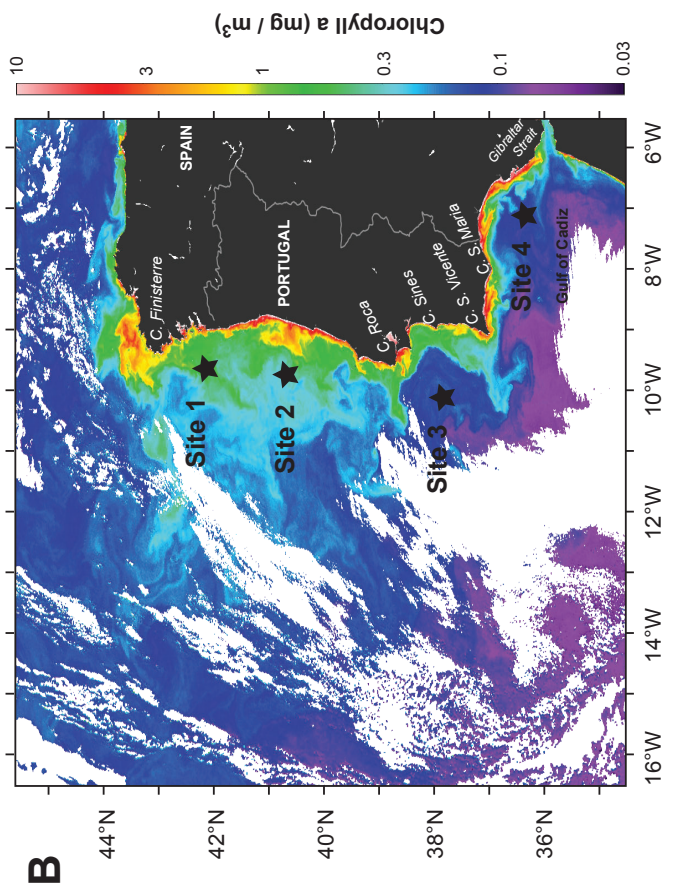 B
Chloropyll a (mg / m³)
10
3
1
0.3
0.1
0.03
44°N
42°N
40°N
38°N
36°N
16°W
14°W
12°W
10°W
8°W
6°W
SPAIN
PORTUGAL
C. Finisterre
C. Roca
C. Sines
C. S. Vicente
C. S. Maria
Gibraltar
Strait
Gulf of Cadiz
Site 1
Site 2
Site 3
Site 4